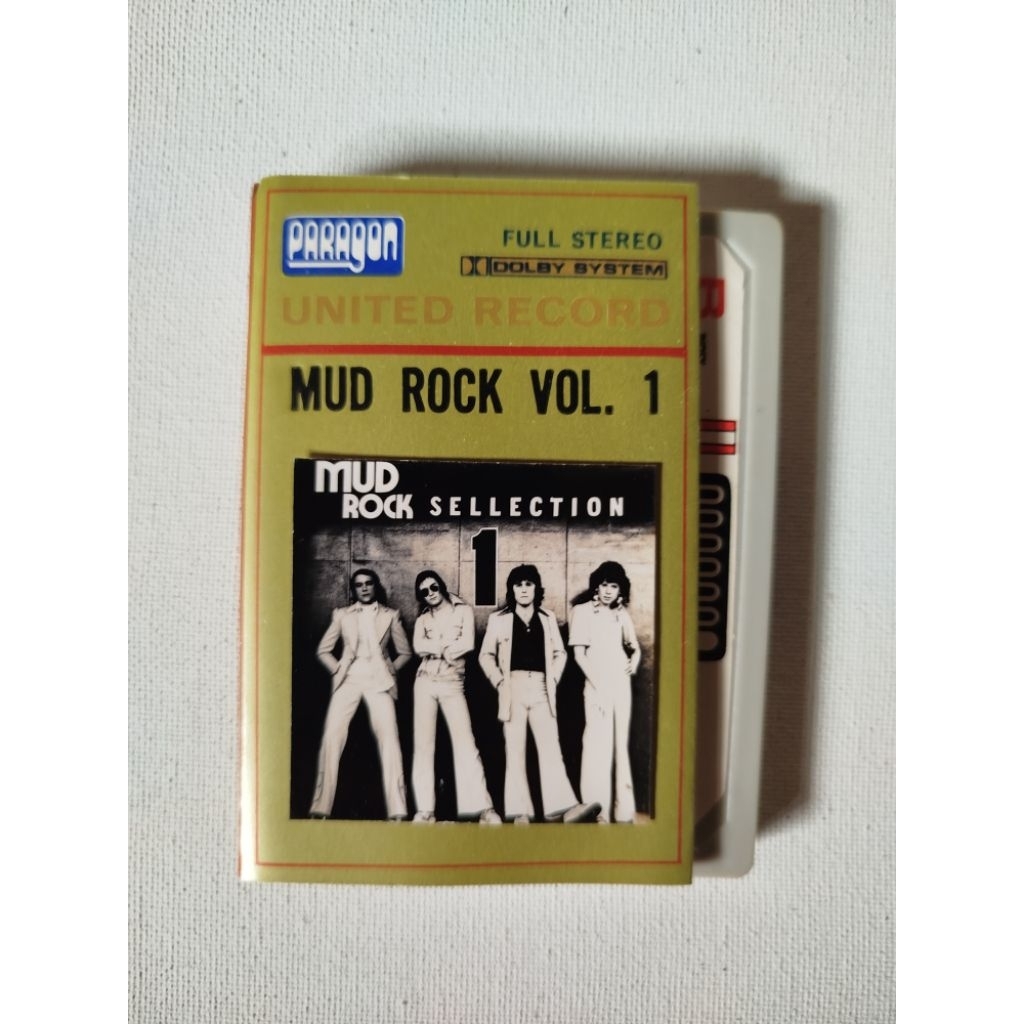 PARAGON
FULL STEREO
DOLBY SYSTEM
UNITED RECORD
MUD ROCK VOL. 1
MUD
ROCK SELLECTION
1